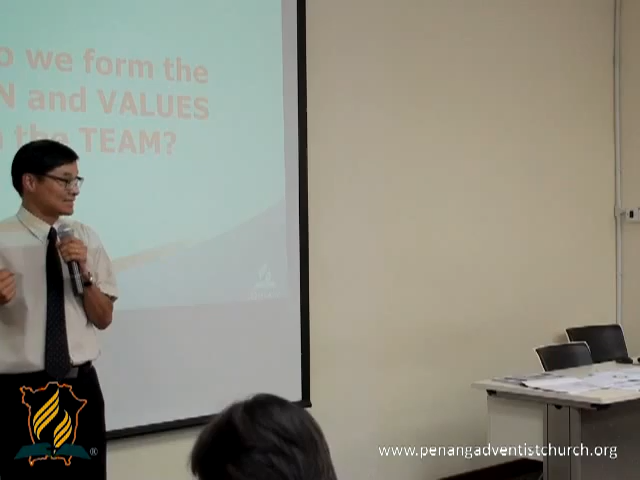 o we form the
N and VALUES
the TEAM?
®
www.penangadventistchurch.org